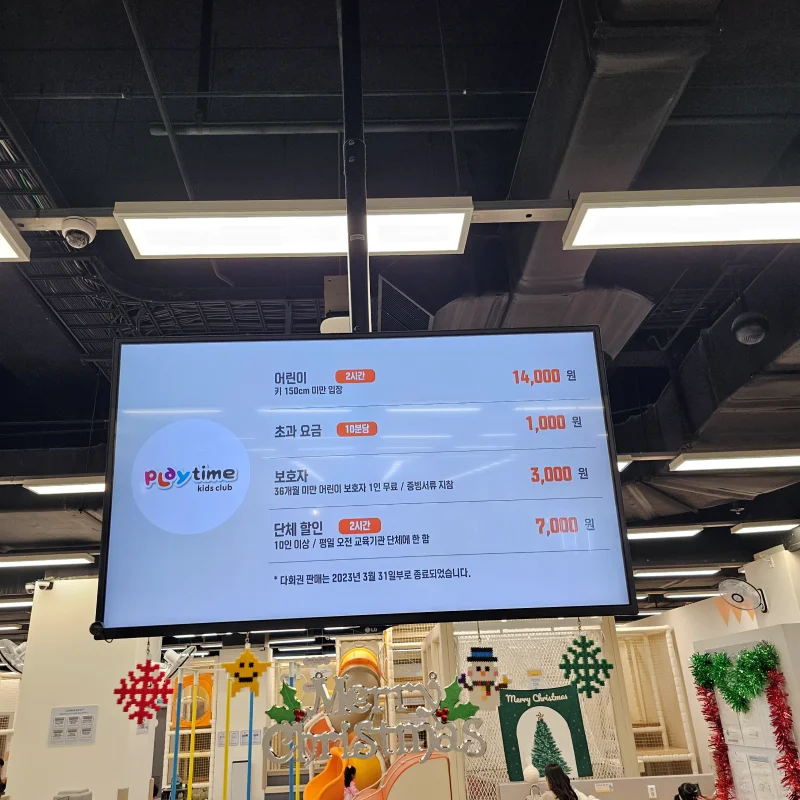 어린이 2시간 14,000 원
키 150cm 미만 입장
초과 요금 10분당 1,000 원
playtime
kids club
보호자 3,000 원
36개월 미만 어린이 보호자 1인 무료 / 증빙서류 지참
단체 할인 2시간 7,000 원
10인 이상 / 평일 오전 교육기관 단체에 한 함
* 다회권 판매는 2023년 3월 31일부로 종료되었습니다.
LG
Merry
Christmas
Merry Christmas